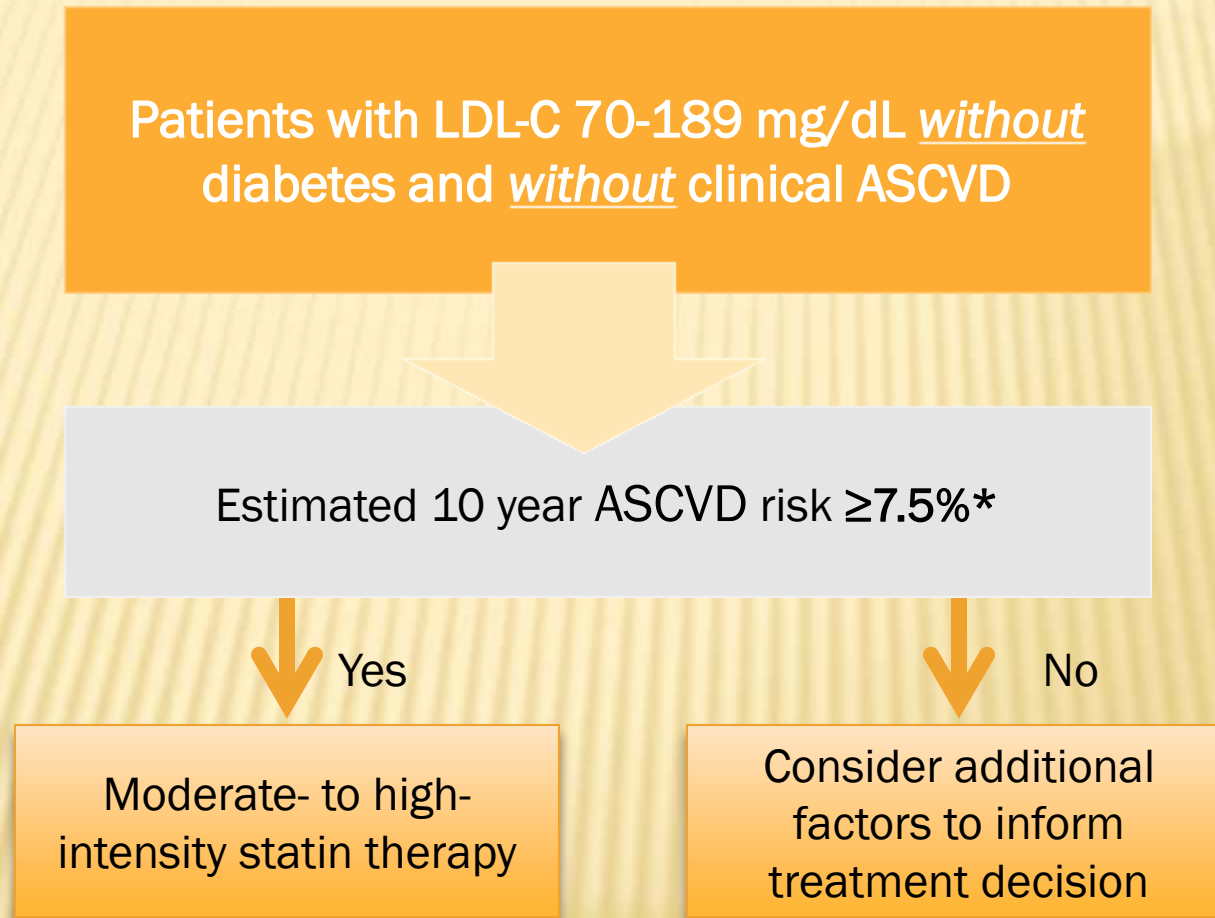 Patients with LDL-C 70-189 mg/dL without
diabetes and without clinical ASCVD
Estimated 10 year ASCVD risk ≥7.5%*
Yes
No
Moderate- to high-
intensity statin therapy
Consider additional
factors to inform
treatment decision